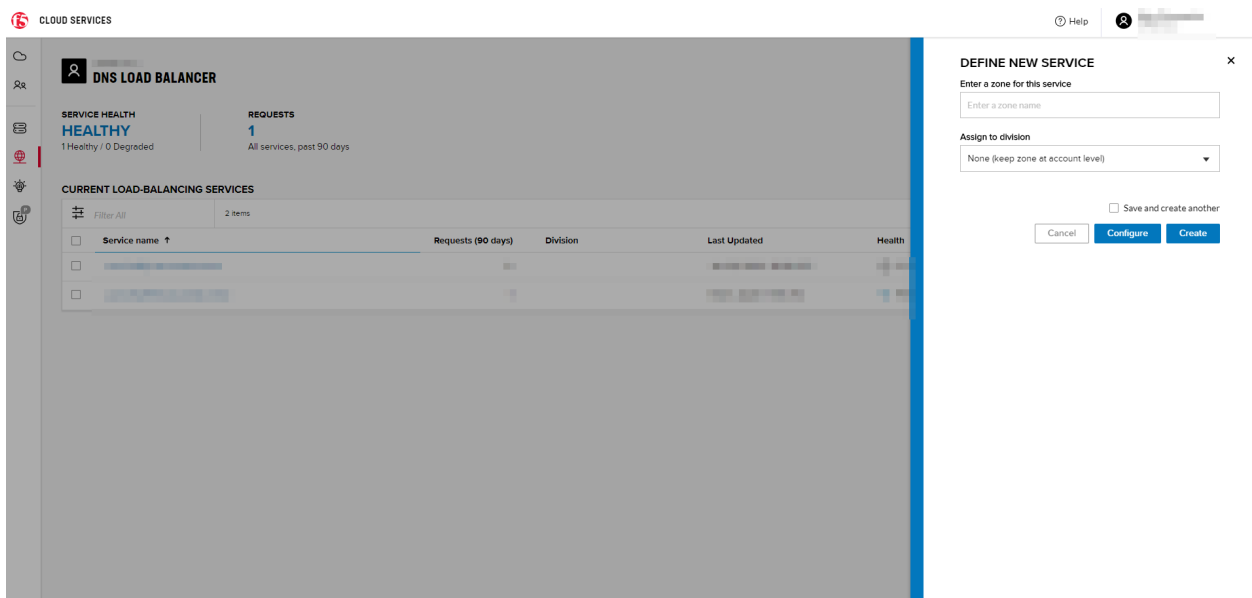 CLOUD SERVICES
Help
DNS LOAD BALANCER
SERVICE HEALTH
HEALTHY
1 Healthy / 0 Degraded
REQUESTS
1
All services, past 90 days
CURRENT LOAD-BALANCING SERVICES
Filter All
2 items
Service name ↑ Requests (90 days) Division Last Updated Health
DEFINE NEW SERVICE
Enter a zone for this service
Enter a zone name
Assign to division
None (keep zone at account level)
Save and create another
Cancel Configure Create